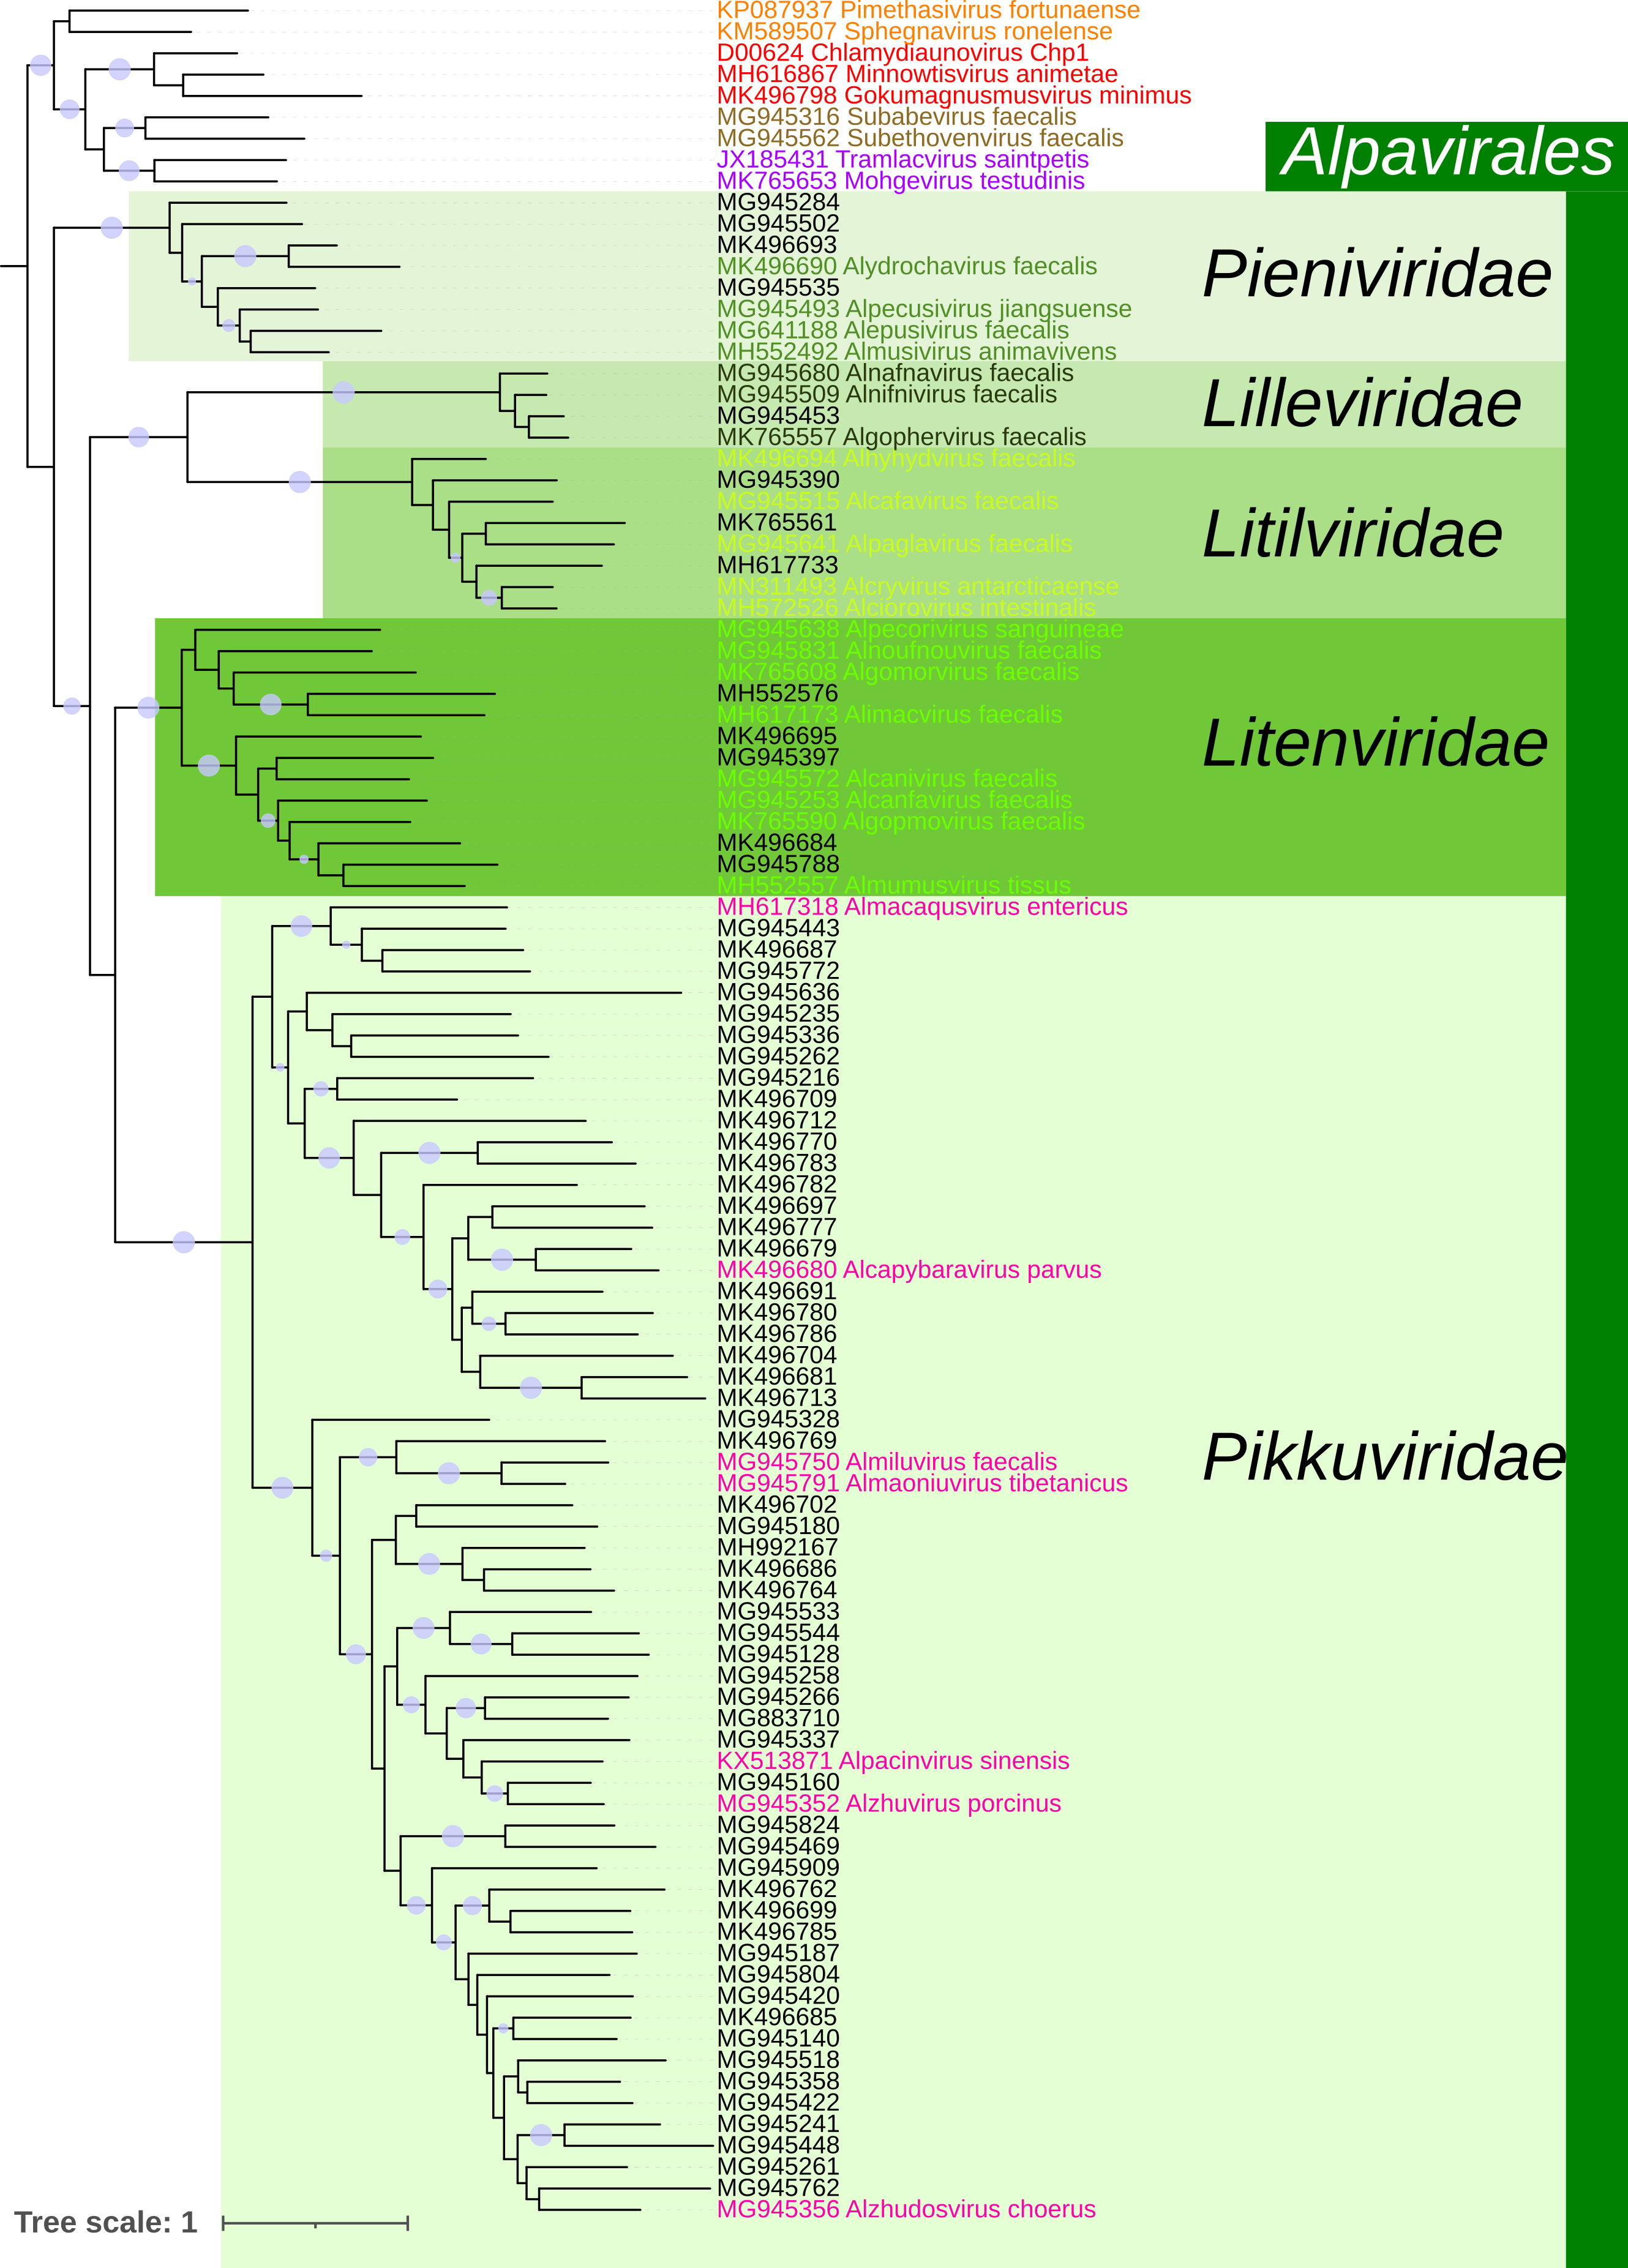 KP087937 Pimethasivirus fortunaense
KM589507 Sphegnavirus ronelense
D00624 Chlamydiaunovirus Chp1
MH616867 Minnowtisvirus animetae
MK496798 Gokumagnusmusvirus minimus
MG945316 Subabevirus faecalis
MG945562 Subethovenvirus faecalis
Alpavirales
JX185431 Tramlacvirus saintpetis
MK765653 Mohgevirus testudinis
MG945284
MG945502
MK496693
MK496690 Alydrochavirus faecalis
Pieniviridae
MG945535
MG945493 Alpecusivirus jiangsuense
MG641188 Alepusivirus faecalis
MH552492 Almusivirus animavivens
MG945680 Alnafnavirus faecalis
MG945509 Alnifnivirus faecalis
Lilleviridae
MG945453
MK765557 Algophervirus faecalis
MK496694 Alhyhydvirus faecalis
MG945390
MG945515 Alcafavirus faecalis
MK765561
Litilviridae
MG945641 Alpaglavirus faecalis
MH617733
MN311493 Alcryvirus antarcticaense
MH572526 Alciorovirus intestinalis
MG945638 Alpecorivirus sanguineae
MG945831 Alnoufnouvirus faecalis
MK765608 Algomorvirus faecalis
MH552576
MH617173 Alimacvirus faecalis
MK496695
Litenviridae
MG945397
MG945572 Alcanivirus faecalis
MG945253 Alcanfavirus faecalis
MK765590 Algopmovirus faecalis
MK496684
MG945788
MH552557 Almumusvirus tissus
MH617318 Almacaqusvirus entericus
MG945443
MK496687
MG945772
MG945636
MG945235
MG945336
MG945262
MG945216
MK496709
MK496712
MK496770
MK496783
MK496782
MK496697
MK496777
MK496679
MK496680 Alcapybaravirus parvus
MK496691
MK496780
MK496786
MK496704
MK496681
MK496713
MG945328
MK496769
Pikkuviridae
MG945750 Almiluvirus faecalis
MG945791 Almaoniuvirus tibetanicus
MK496702
MG945180
MH992167
MK496686
MK496764
MG945533
MG945544
MG945128
MG945258
MG945266
MG883710
MG945337
KX513871 Alpacinvirus sinensis
MG945160
MG945352 Alzhuvirus porcinus
MG945824
MG945469
MG945909
MK496762
MK496699
MK496785
MG945187
MG945804
MG945420
MK496685
MG945140
MG945518
MG945358
MG945422
MG945241
MG945448
MG945261
MG945762
MG945356 Alzhudosvirus choerus
Tree scale: 1